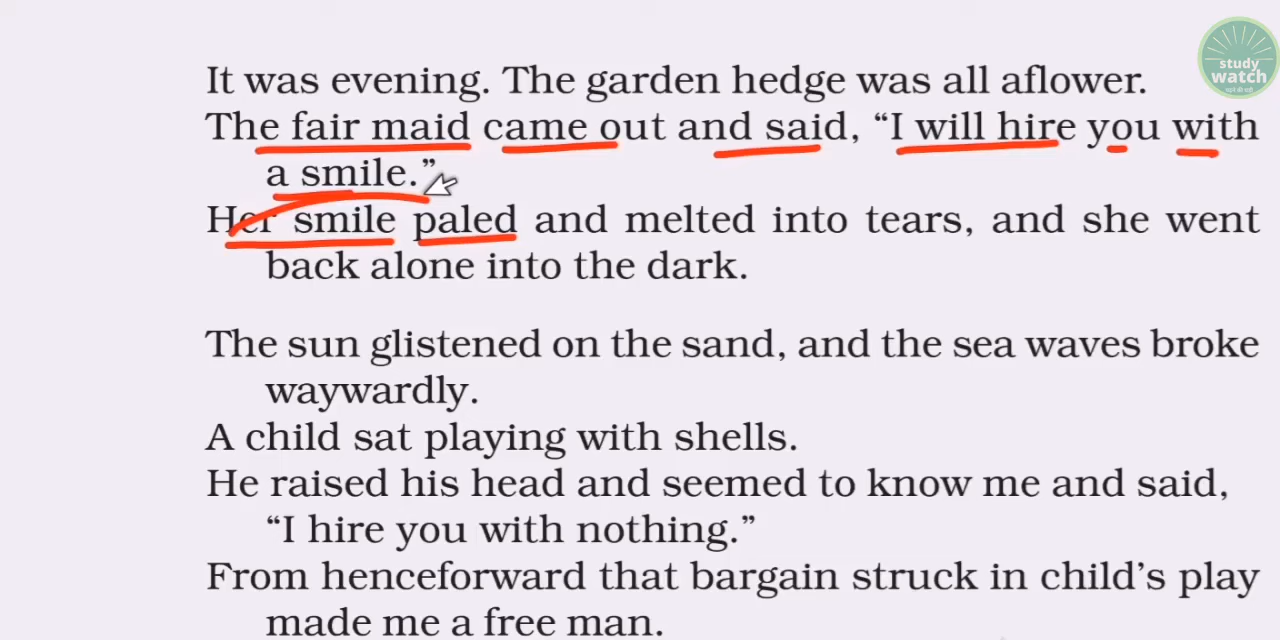 study
watch
It was evening. The garden hedge was all aflower.
The fair maid came out and said, “I will hire you with
a smile.”
Her smile paled and melted into tears, and she went
back alone into the dark.
The sun glistened on the sand, and the sea waves broke
waywardly.
A child sat playing with shells.
He raised his head and seemed to know me and said,
“I hire you with nothing.”
From henceforward that bargain struck in child’s play
made me a free man.